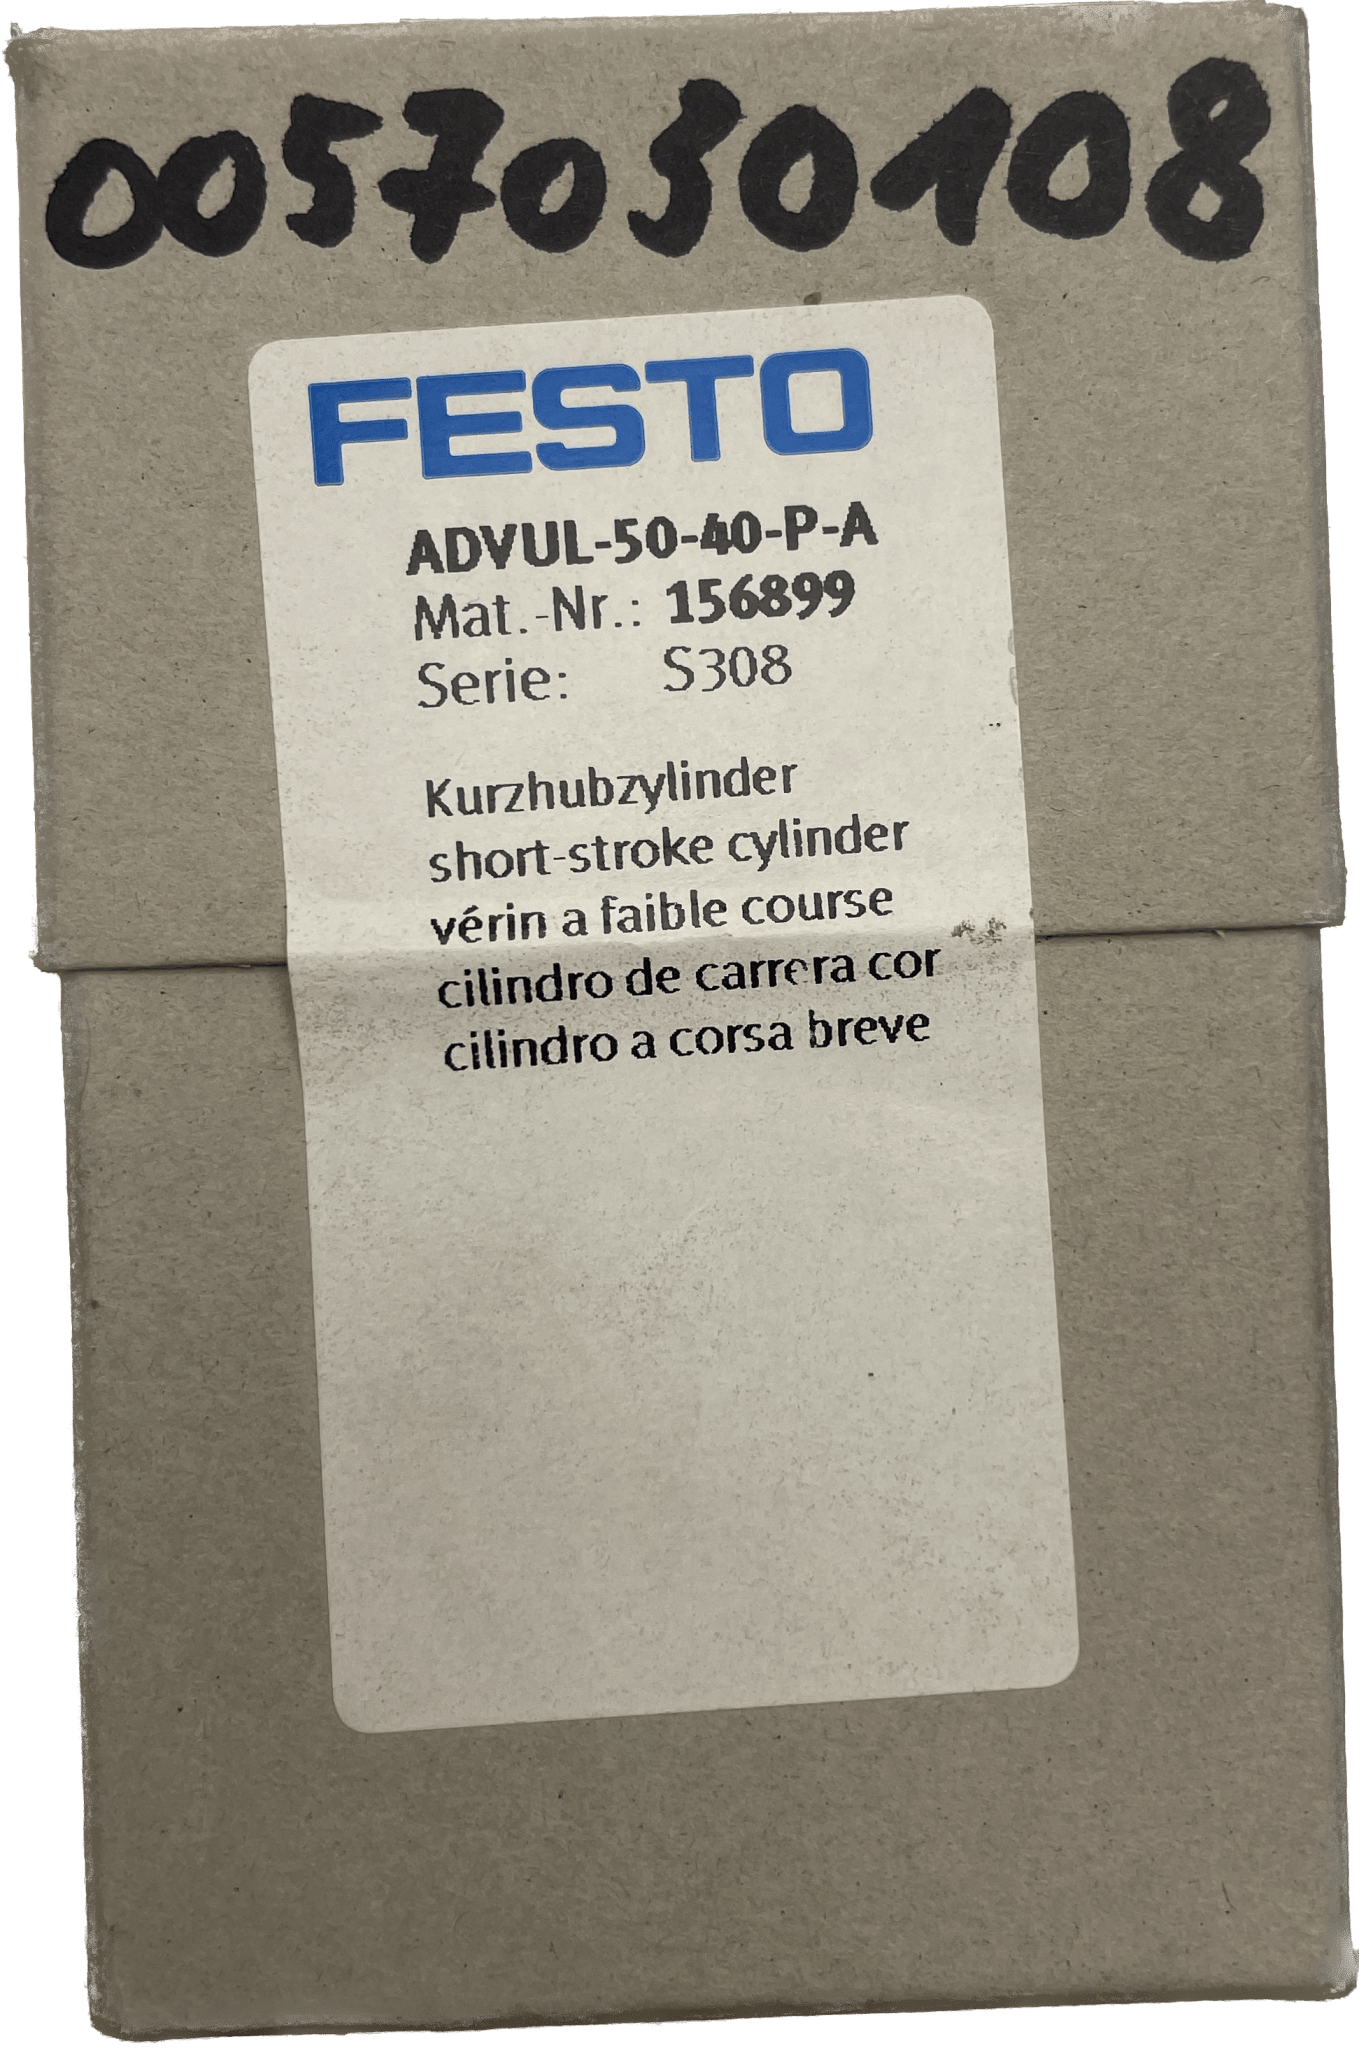 0057030108
FESTO
ADVUL-50-40-P-A
Mat.-Nr.: 156899
Serie: S308
Kurzhubzylinder
short-stroke cylinder
vérin a faible course
cilindro de carrera cor
cilindro a corsa breve